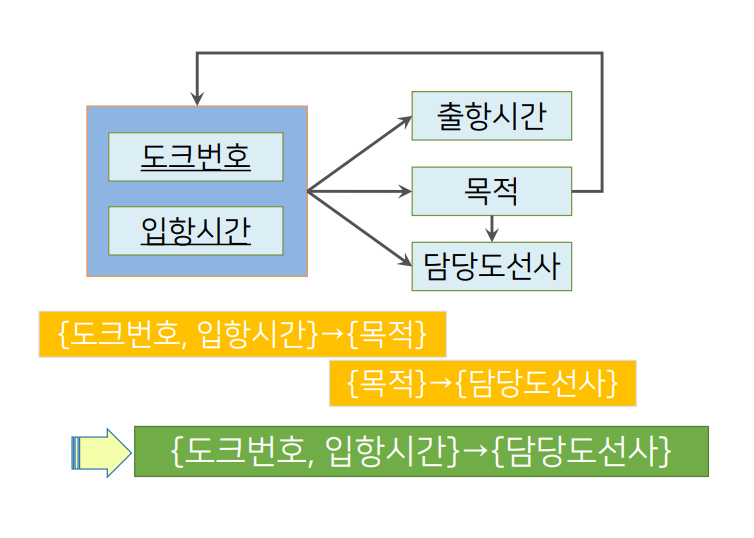 도크번호
입항시간
출항시간
목적
담당도선사
{도크번호, 입항시간}→{목적}
{목적}→{담당도선사}
{도크번호, 입항시간}→{담당도선사}